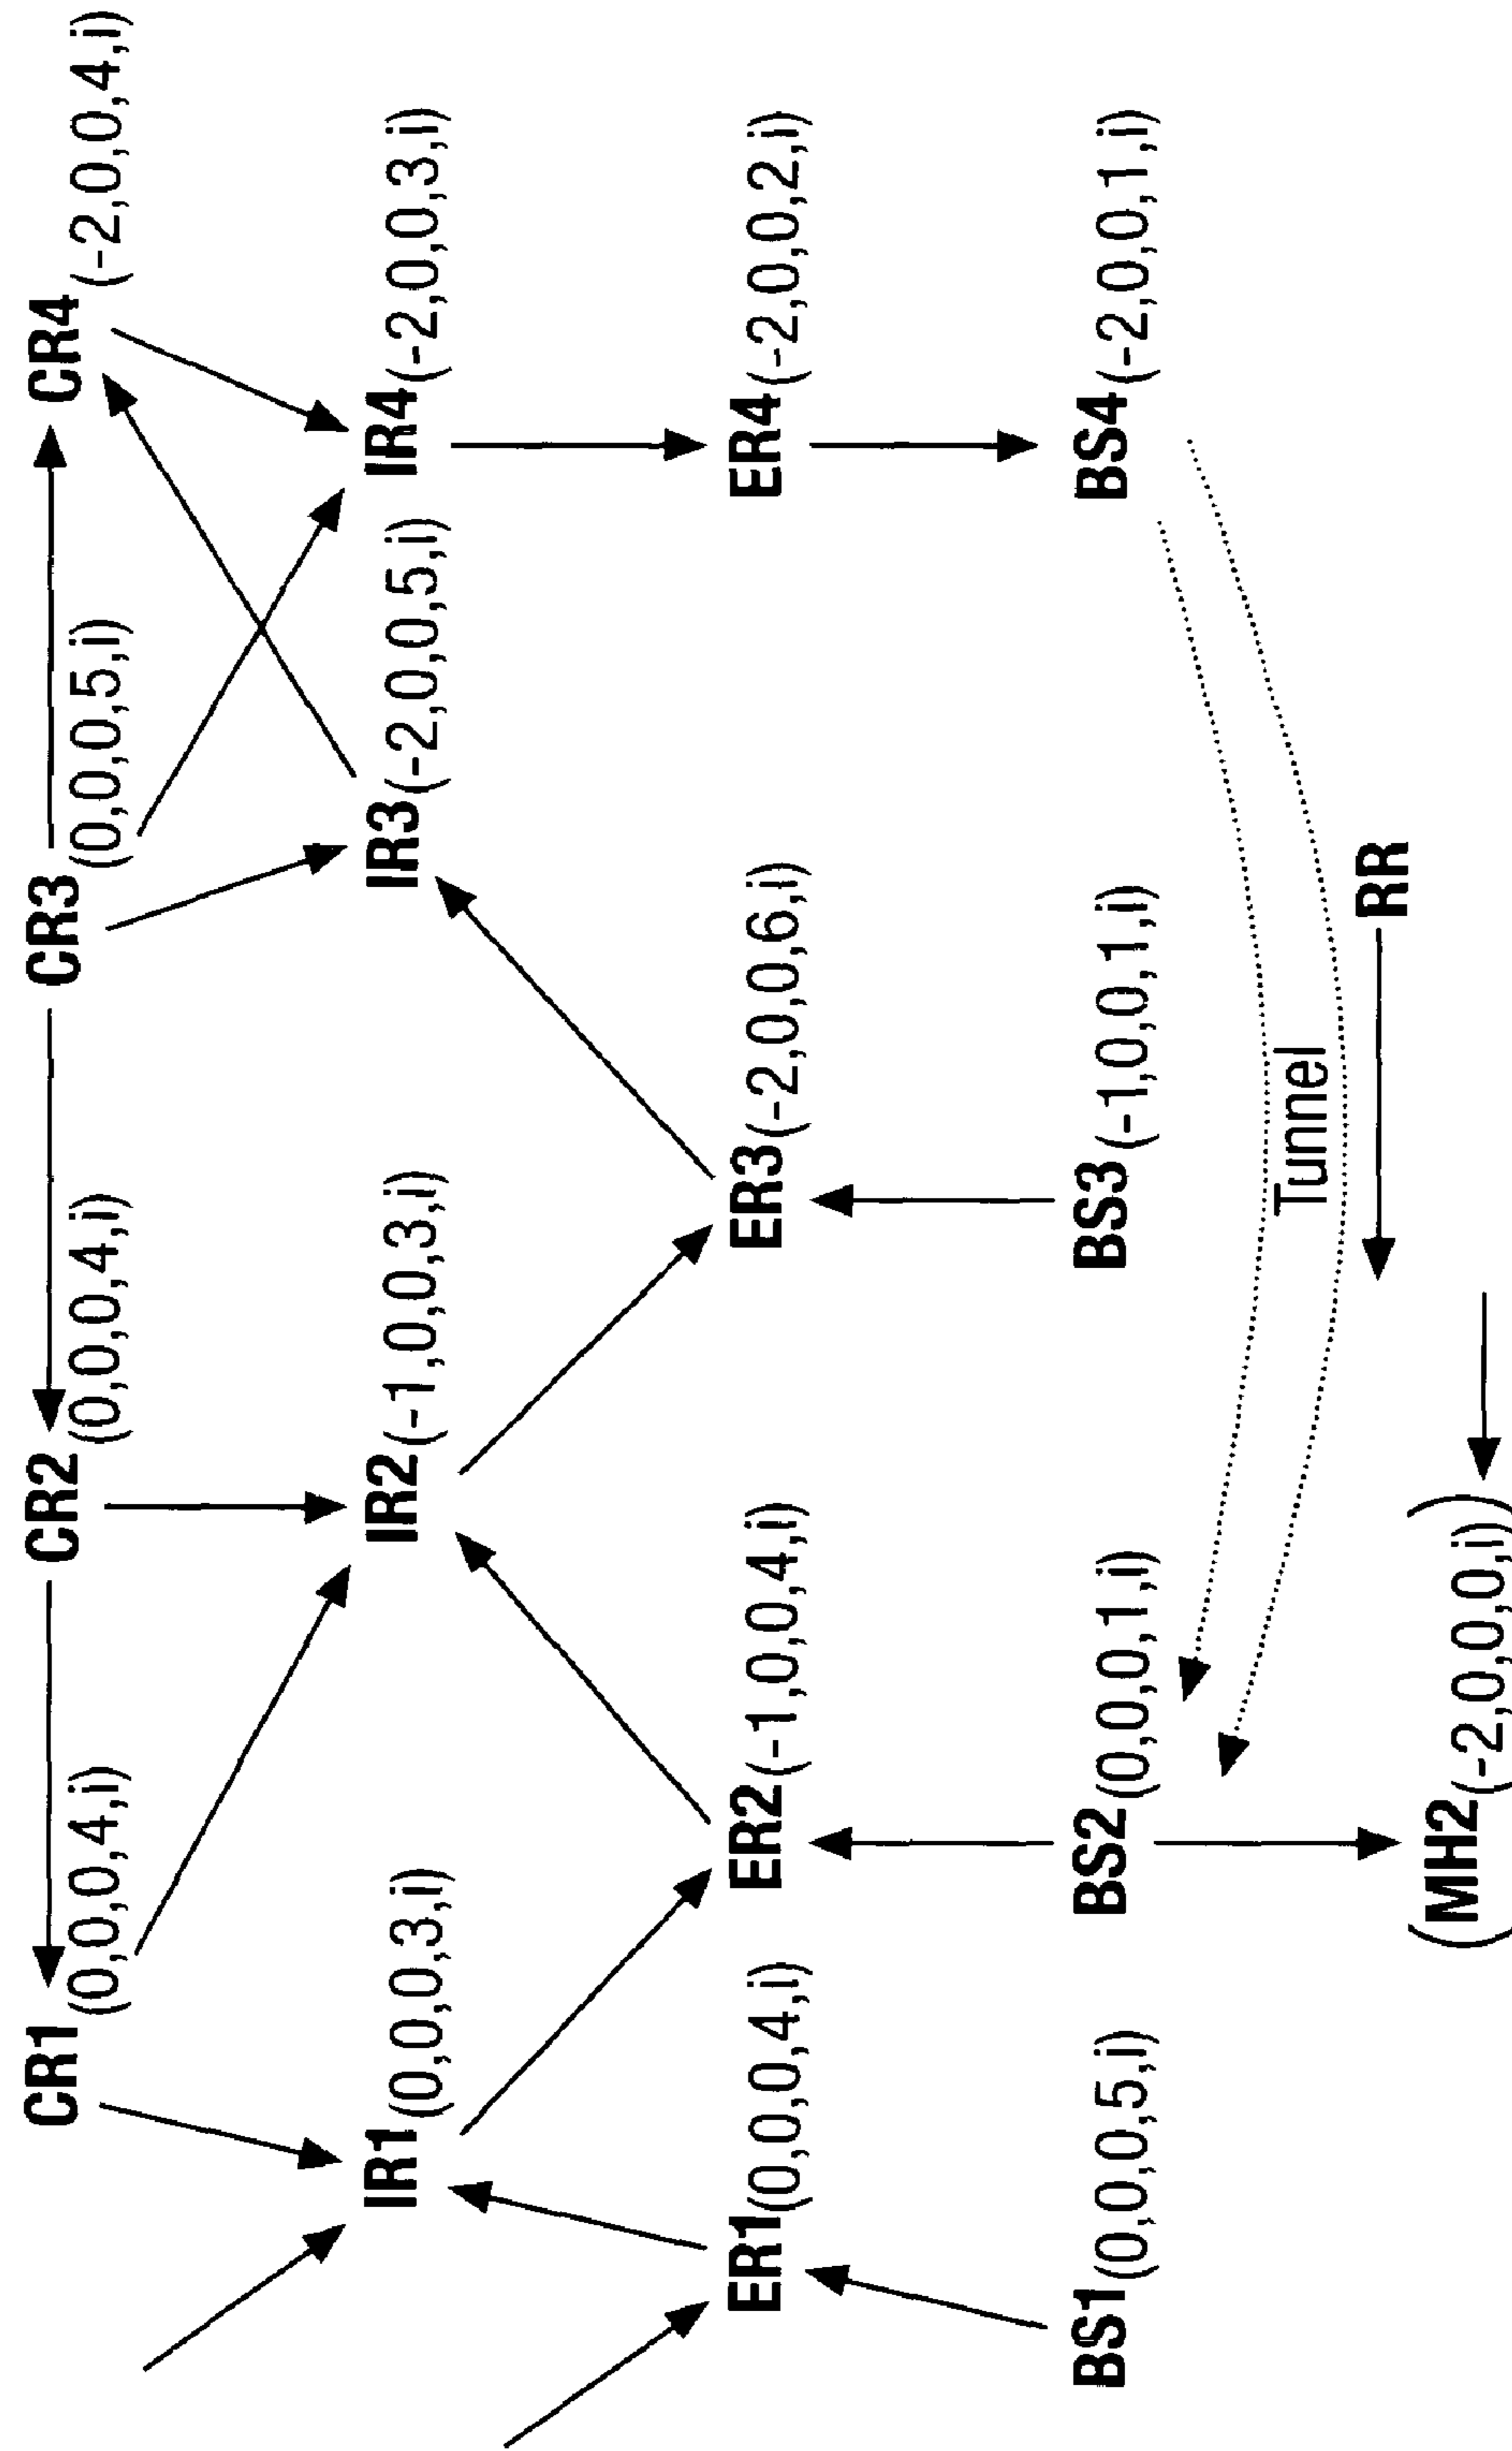 CR1(0,0,0,4,i)
CR2(0,0,0,4,i)
CR3(0,0,0,5,i)
CR4(-2,0,0,4,i)
IR1(0,0,0,3,i)
IR2(-1,0,0,3,i)
IR3(-2,0,0,5,i)
IR4(-2,0,0,3,i)
ER1(0,0,0,4,i)
ER2(-1,0,0,4,i)
ER3(-2,0,0,6,i)
ER4(-2,0,0,2,i)
BS1(0,0,0,5,i)
BS2(0,0,0,1,i)
BS3(-1,0,0,1,i)
BS4(-2,0,0,1,i)
Tunnel
RR
(MH2(-2,0,0,0,i))